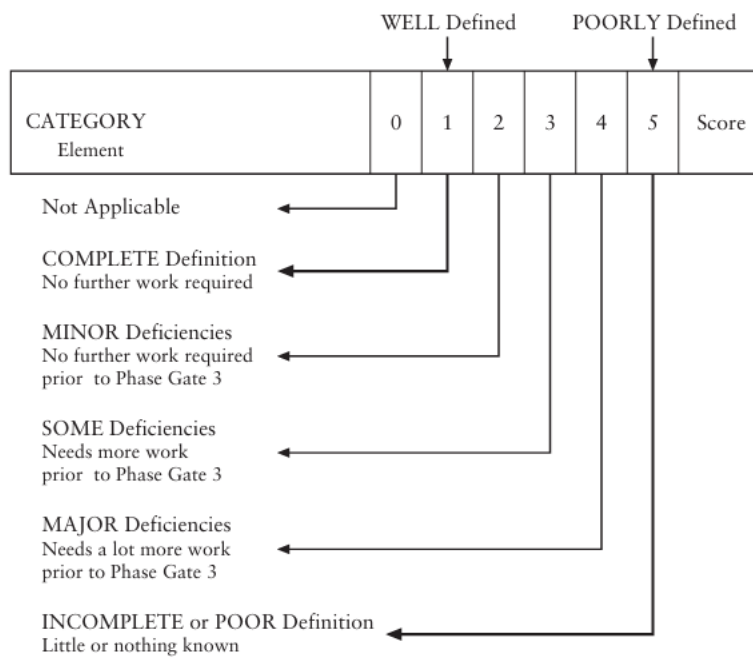 WELL Defined POORLY Defined
CATEGORY 0 1 2 3 4 5 Score
Element
Not Applicable
COMPLETE Definition
No further work required
MINOR Deficiencies
No further work required
prior to Phase Gate 3
SOME Deficiencies
Needs more work
prior to Phase Gate 3
MAJOR Deficiencies
Needs a lot more work
prior to Phase Gate 3
INCOMPLETE or POOR Definition
Little or nothing known